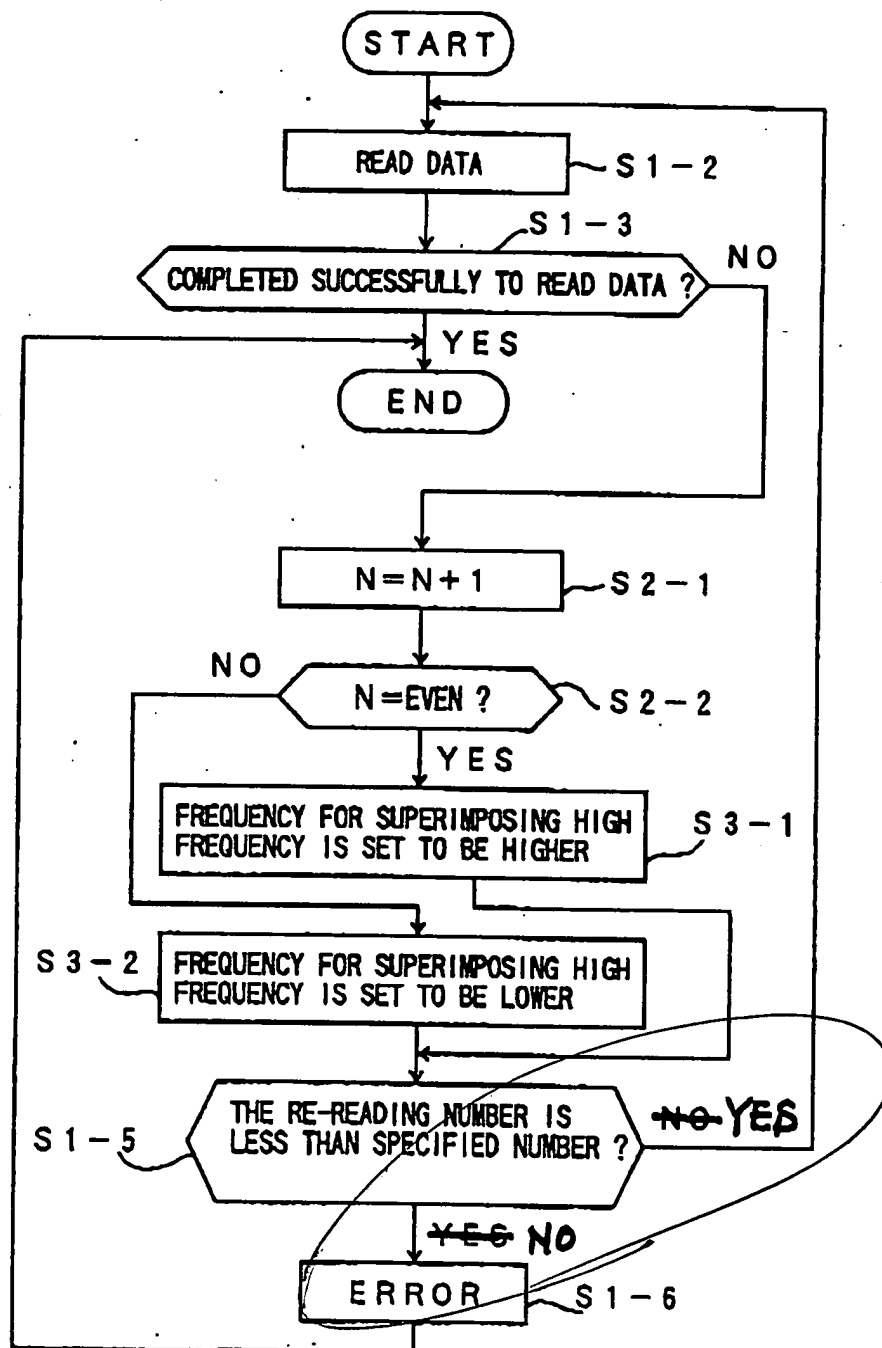 START
READ DATA
S1-2
S1-3
COMPLETED SUCCESSFULLY TO READ DATA ?
NO
YES
END
N=N+1
S2-1
NO
N=EVEN ?
S2-2
YES
FREQUENCY FOR SUPERIMPOSING HIGH
FREQUENCY IS SET TO BE HIGHER
S3-1
S3-2
FREQUENCY FOR SUPERIMPOSING HIGH
FREQUENCY IS SET TO BE LOWER
S1-5
THE RE-READING NUMBER IS
LESS THAN SPECIFIED NUMBER ?
NO YES
YES NO
ERROR
S1-6